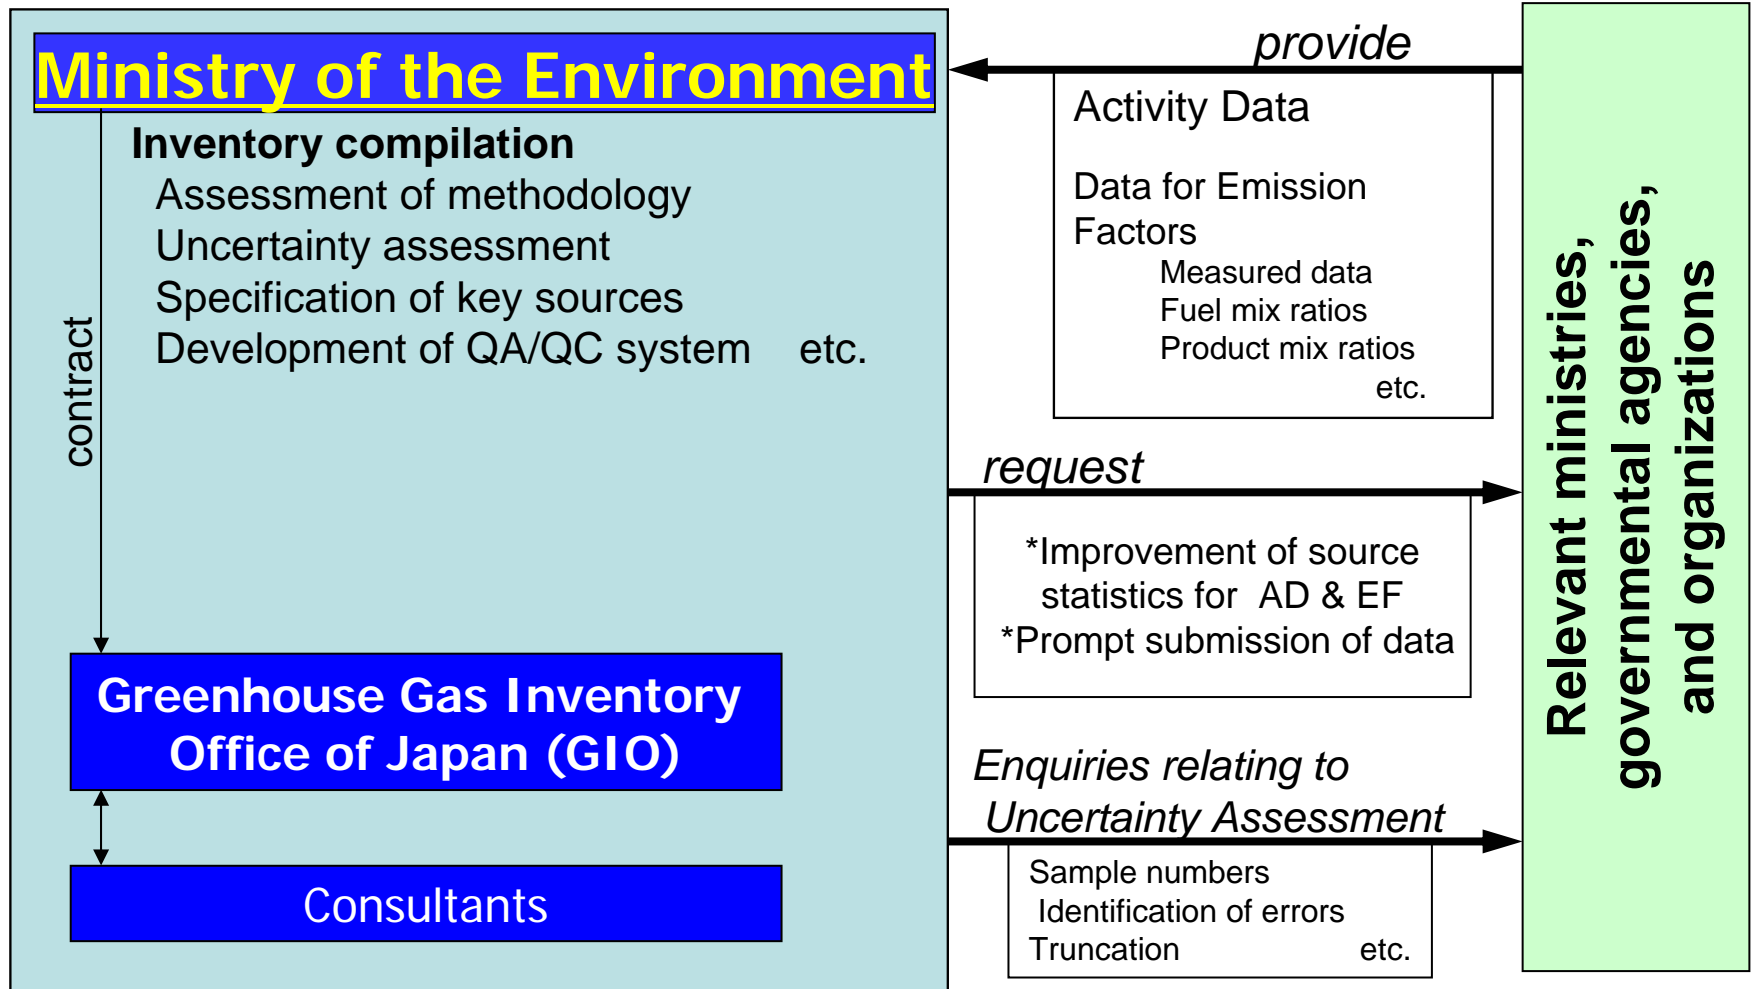 Ministry of the Environment
Inventory compilation
Assessment of methodology
Uncertainty assessment
Specification of key sources
Development of QA/QC system etc.
contract
Greenhouse Gas Inventory
Office of Japan (GIO)
Consultants
provide
Activity Data
Data for Emission
Factors
Measured data
Fuel mix ratios
Product mix ratios
etc.
request
*Improvement of source
statistics for AD & EF
*Prompt submission of data
Enquiries relating to
Uncertainty Assessment
Sample numbers
Identification of errors
Truncation etc.
Relevant ministries,
governmental agencies,
and organizations